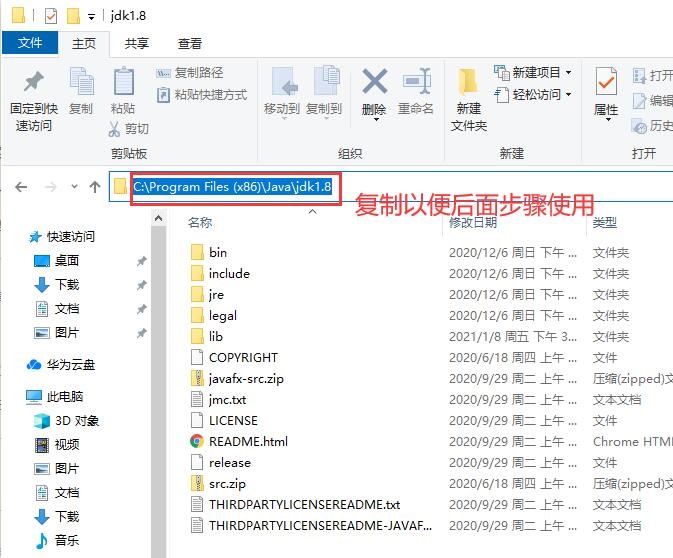 jdk1.8
文件 主页 共享 查看
固定到快速访问
复制
粘贴
复制路径
粘贴快捷方式
剪切
剪贴板
移动到
复制到
删除
重命名
组织
新建文件夹
新建项目
轻松访问
新建
属性
打开
编辑
历史
打开
C:\Program Files (x86)\Java\jdk1.8
复制以便后面步骤使用
名称 修改日期 类型
快速访问
桌面
下载
文档
图片
华为云盘
此电脑
3D 对象
视频
图片
文档
下载
音乐
bin 2020/12/6 周日 下午 ... 文件夹
include 2020/12/6 周日 下午 ... 文件夹
jre 2020/12/6 周日 下午 ... 文件夹
legal 2020/12/6 周日 下午 ... 文件夹
lib 2021/1/8 周五 下午 3... 文件夹
COPYRIGHT 2020/6/18 周四 上午 ... 文件
javafx-src.zip 2020/9/29 周二 上午 ... 压缩(zipped)文
jmc.txt 2020/9/29 周二 上午 ... 文本文档
LICENSE 2020/9/29 周二 上午 ... 文件
README.html 2020/9/29 周二 上午 ... Chrome HTM
release 2020/9/29 周二 上午 ... 文件
src.zip 2020/6/18 周四 上午 ... 压缩(zipped)文
THIRDPARTYLICENSEREADME.txt 2020/9/29 周二 上午 ... 文本文档
THIRDPARTYLICENSEREADME-JAVAF... 2020/9/29 周二 上午 ... 文本文档